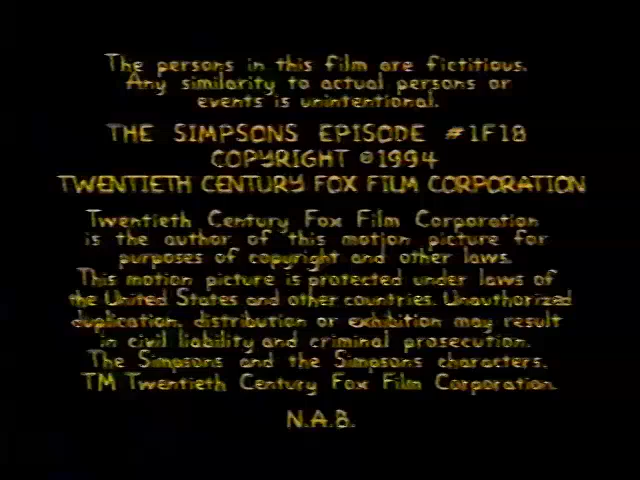 The persons in this film are fictitious.
Any similarity to actual persons or
events is unintentional.
THE SIMPSONS EPISODE #1F18
COPYRIGHT ©1994
TWENTIETH CENTURY FOX FILM CORPORATION
Twentieth Century Fox Film Corporation
is the author of this motion picture for
purposes of copyright and other laws.
This motion picture is protected under laws of
the United States and other countries. Unauthorized
duplication, distribution or exhibition may result
in civil liability and criminal prosecution.
The Simpsons and the Simpsons characters.
TM Twentieth Century Fox Film Corporation.
N.A.B.